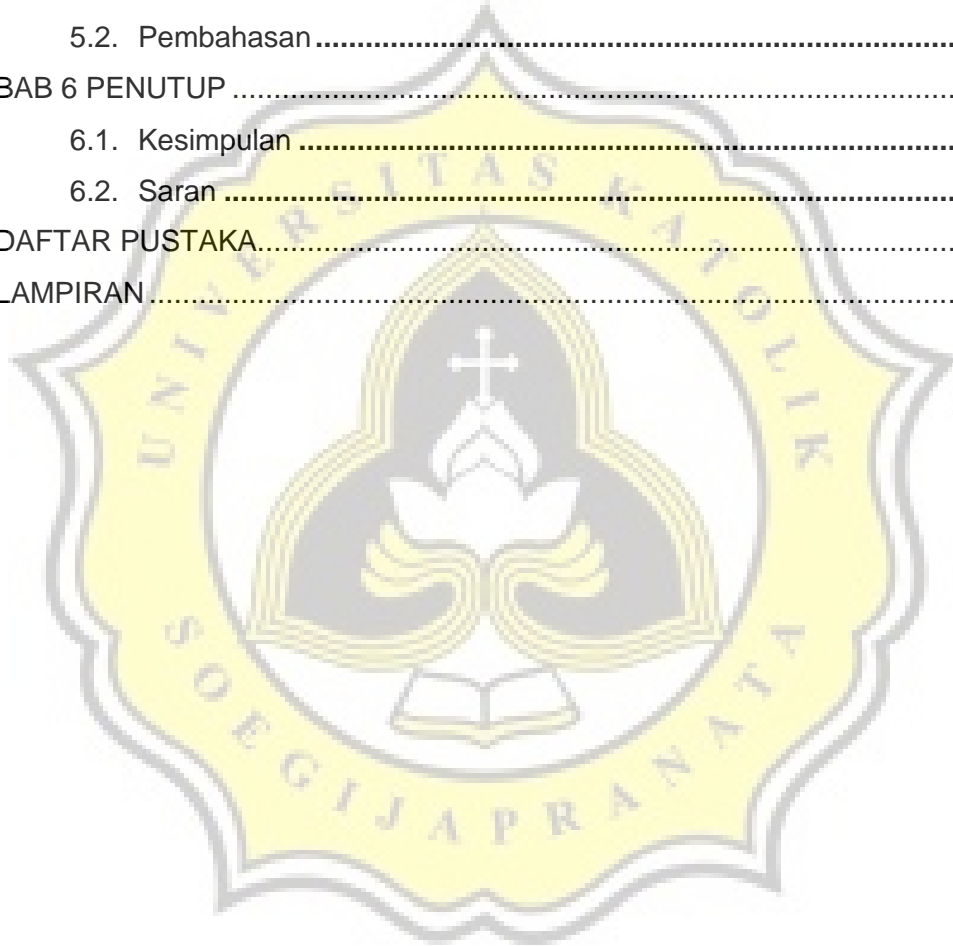 5.2. Pembahasan ........................................................................
BAB 6 PENUTUP ........................................................................
6.1. Kesimpulan ........................................................................
6.2. Saran ........................................................................
DAFTAR PUSTAKA........................................................................
LAMPIRAN ........................................................................
UNIVERSITAS KATOLIK
SOEGIJAPRANATA